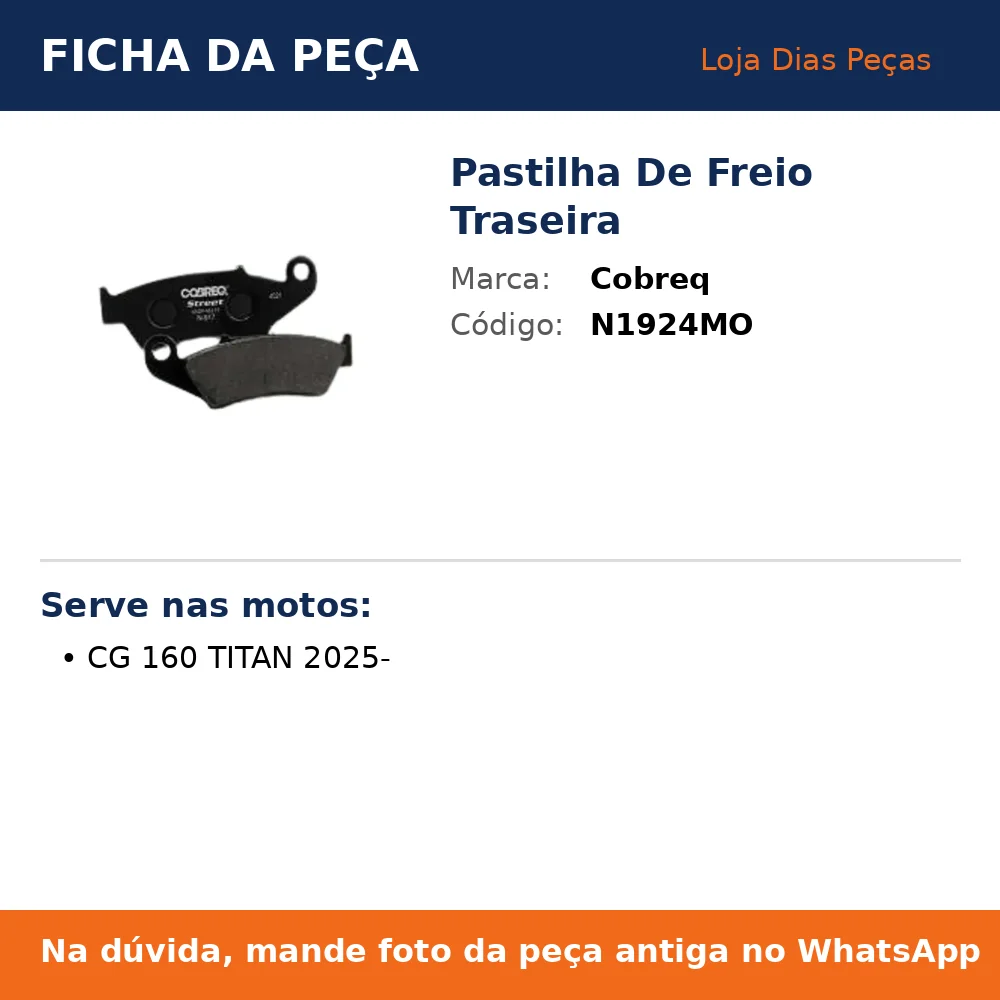 FICHA DA PEÇA
Loja Dias Peças
Pastilha De Freio
Traseira
Marca: Cobreq
Código: N1924MO
COBREQ
Street
Serve nas motos:
• CG 160 TITAN 2025-
Na dúvida, mande foto da peça antiga no WhatsApp